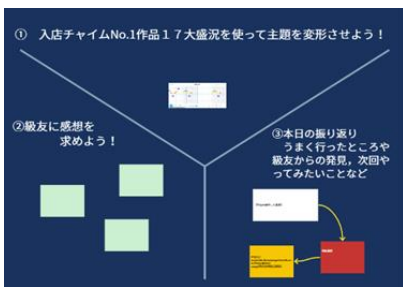 ① 入店チャイムNo.1作品17大盛況を使って主題を変形させよう！
②級友に感想を
求めよう！
③本日の振り返り
うまく行ったところや
級友からの発見，次回や
ってみたいことなど